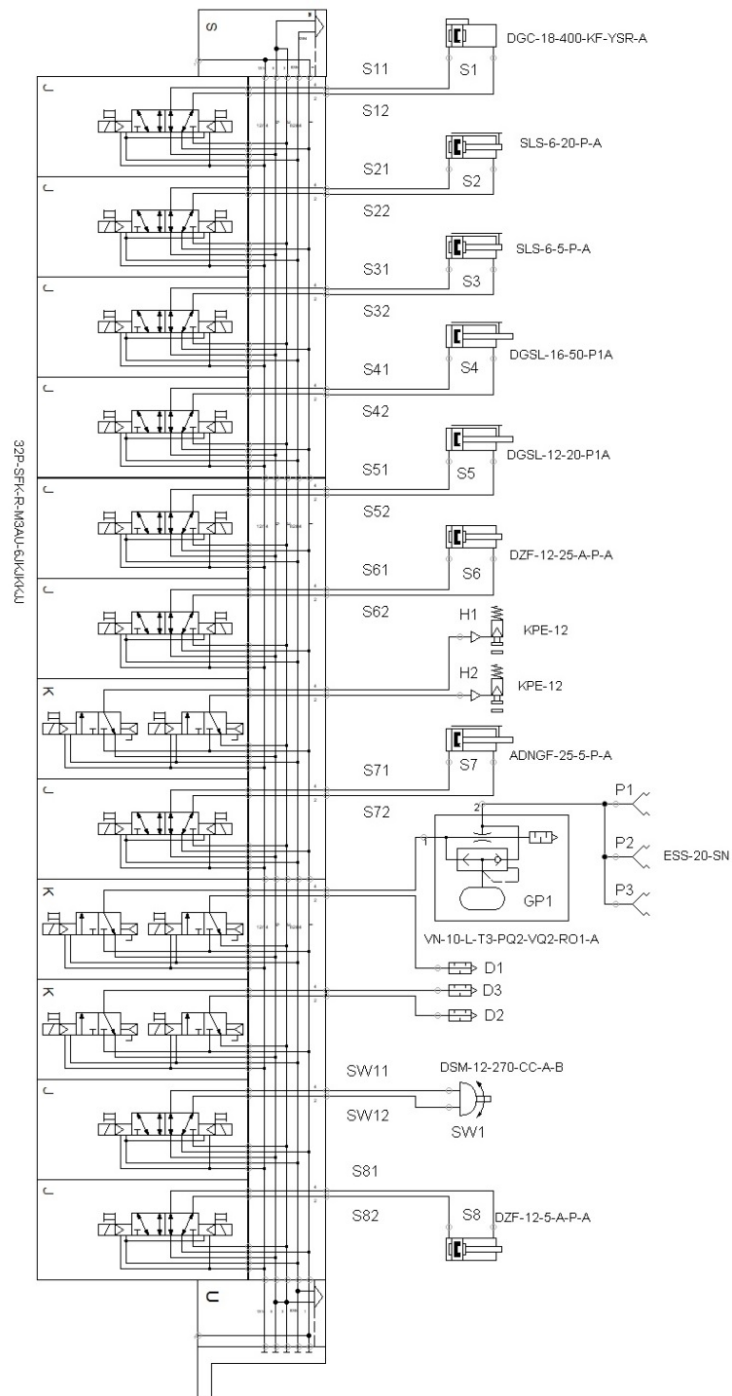 S
S11
DGC-18-400-KF-YSR-A
S1
J
S12
SLS-6-20-P-A
S21
S2
J
S22
SLS-6-5-P-A
S31
S3
J
S32
DGSL-16-50-P1A
S41
S4
J
S42
DGSL-12-20-P1A
S51
S5
J
S52
DZF-12-25-A-P-A
S61
S6
J
S62
H1
KPE-12
H2
KPE-12
K
ADNGF-25-5-P-A
S71
S7
J
S72
P1
2
1
P2
ESS-20-SN
P3
GP1
K
VN-10-L-T3-PQ2-VQ2-RO1-A
D1
D3
K
D2
DSM-12-270-CC-A-B
SW11
J
SW12
SW1
S81
S8
DZF-12-5-A-P-A
J
S82
U